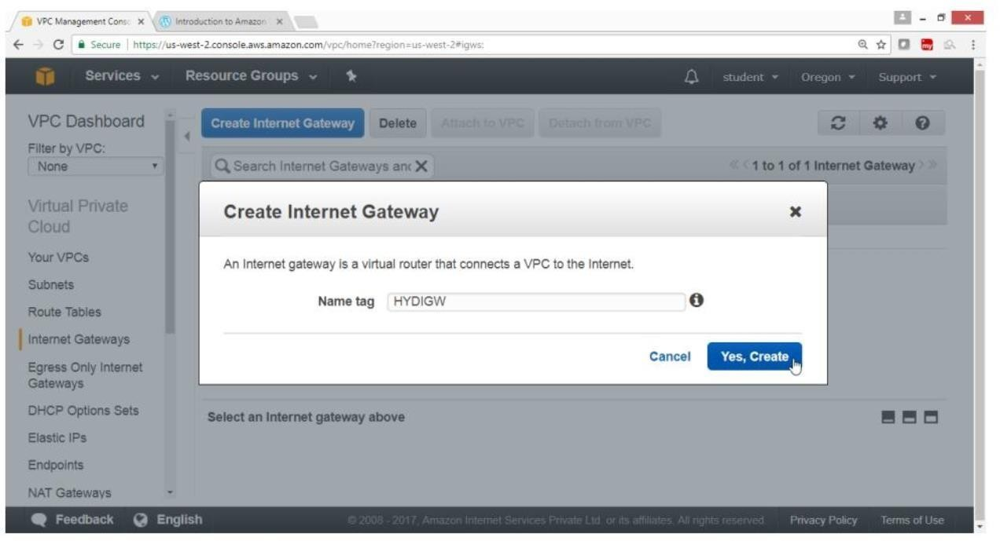 VPC Management Consc
Introduction to Amazon
Secure | https://us-west-2.console.aws.amazon.com/vpc/home?region=us-west-2#igws:
my
Services
Resource Groups
student
Oregon
Support
VPC Dashboard
Filter by VPC:
None
Virtual Private
Cloud
Your VPCs
Subnets
Route Tables
Internet Gateways
Egress Only Internet
Gateways
DHCP Options Sets
Elastic IPs
Endpoints
NAT Gateways
Create Internet Gateway
Delete
Attach to VPC
Detach from VPC
Search Internet Gateways and X
1 to 1 of 1 Internet Gateway
Create Internet Gateway
An Internet gateway is a virtual router that connects a VPC to the Internet.
Name tag HYDIGW
Cancel
Yes, Create
Select an Internet gateway above
Feedback
English
© 2008 - 2017, Amazon Internet Services Private Ltd. or its affiliates. All rights reserved.
Privacy Policy
Terms of Use